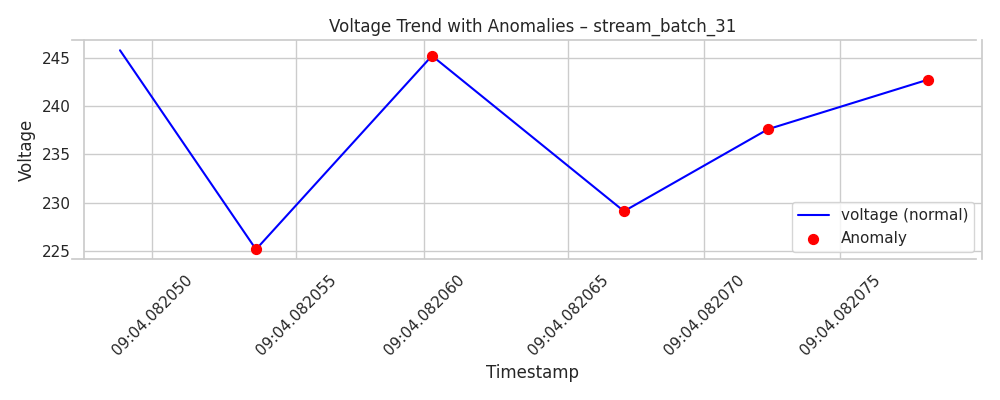 Voltage Trend with Anomalies – stream_batch_31
Voltage
245
240
235
230
225
voltage (normal)
Anomaly
09:04.082050
09:04.082055
09:04.082060
09:04.082065
09:04.082070
09:04.082075
Timestamp